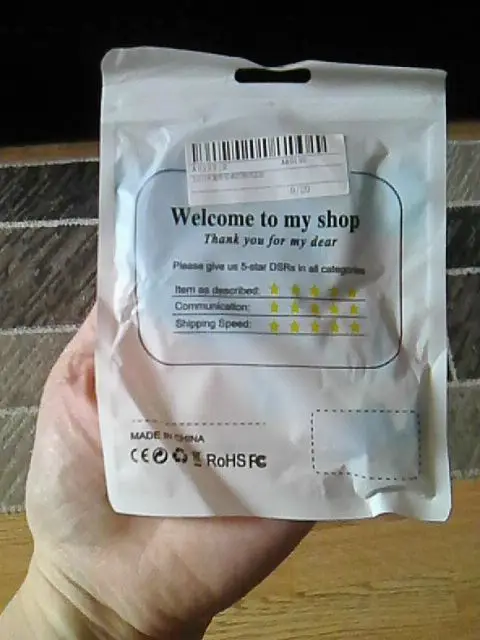 Welcome to my shop
Thank you for my dear
Please give us 5-star DSRs in all categories
Item as described:
Communication:
Shipping Speed:
MADE IN CHINA
CE RoHS FC